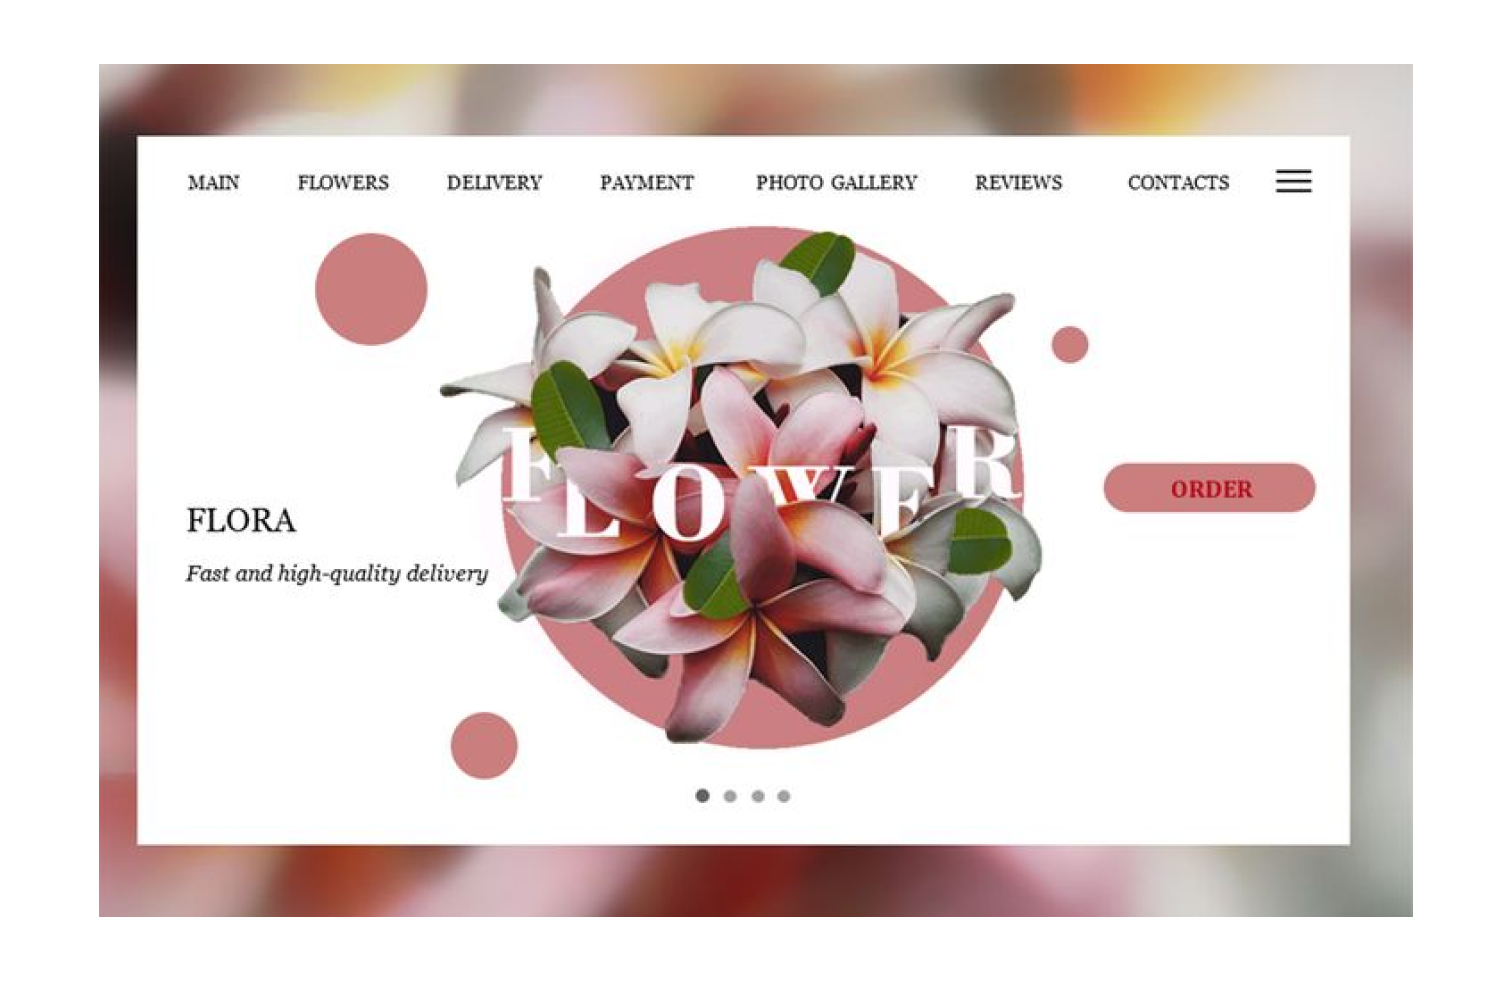 MAIN FLOWERS DELIVERY PAYMENT PHOTO GALLERY REVIEWS CONTACTS
FLOWER
ORDER
FLORA
Fast and high-quality delivery